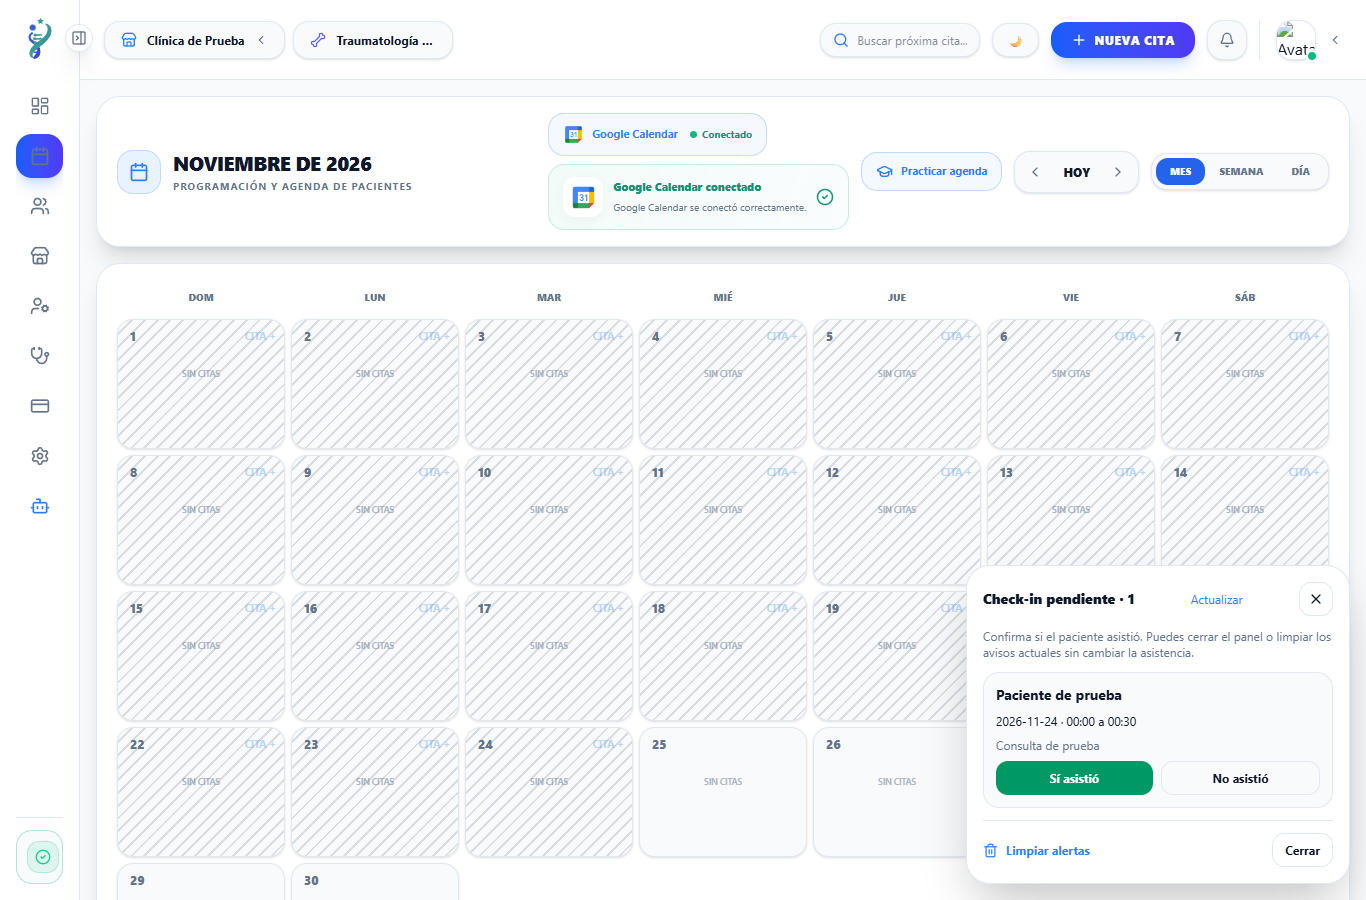 Clínica de Prueba
Traumatología ...
Buscar próxima cita...
NUEVA CITA
Avata
NOVIEMBRE DE 2026
PROGRAMACIÓN Y AGENDA DE PACIENTES
31
Google Calendar
Conectado
31
Google Calendar conectado
Google Calendar se conectó correctamente.
Practicar agenda
HOY
MES
SEMANA
DÍA
DOM LUN MAR MIÉ JUE VIE SÁB
1 CITA + 2 CITA + 3 CITA + 4 CITA + 5 CITA + 6 CITA + 7 CITA +
SIN CITAS SIN CITAS SIN CITAS SIN CITAS SIN CITAS SIN CITAS SIN CITAS
8 CITA + 9 CITA + 10 CITA + 11 CITA + 12 CITA + 13 CITA + 14 CITA +
SIN CITAS SIN CITAS SIN CITAS SIN CITAS SIN CITAS SIN CITAS SIN CITAS
15 CITA + 16 CITA + 17 CITA + 18 CITA + 19 CITA
SIN CITAS SIN CITAS SIN CITAS SIN CITAS SIN CITAS
22 CITA + 23 CITA + 24 CITA + 25 26
SIN CITAS SIN CITAS SIN CITAS SIN CITAS SIN CITAS
29 30
Check-in pendiente · 1
Actualizar
Confirma si el paciente asistió. Puedes cerrar el panel o limpiar los
avisos actuales sin cambiar la asistencia.
Paciente de prueba
2026-11-24 · 00:00 a 00:30
Consulta de prueba
Sí asistió
No asistió
Limpiar alertas
Cerrar